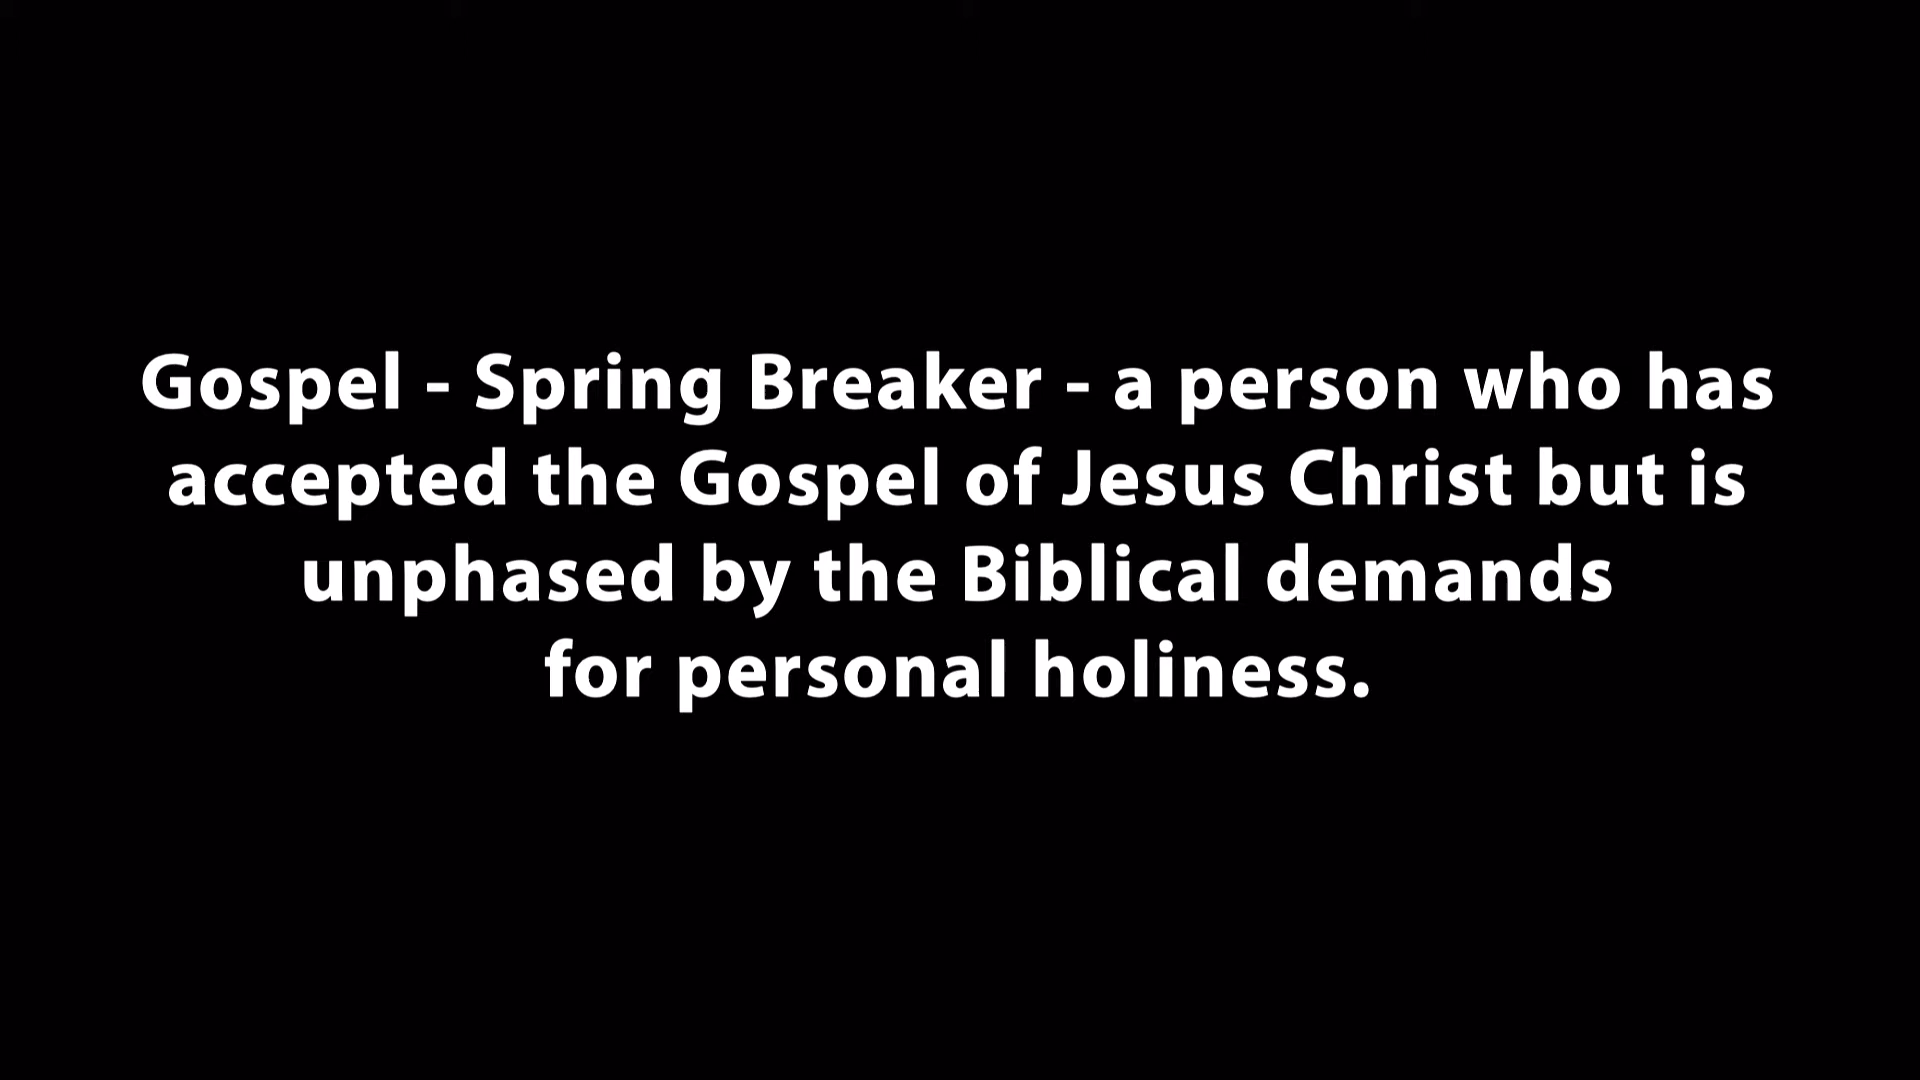 Gospel - Spring Breaker - a person who has
accepted the Gospel of Jesus Christ but is
unphased by the Biblical demands
for personal holiness.